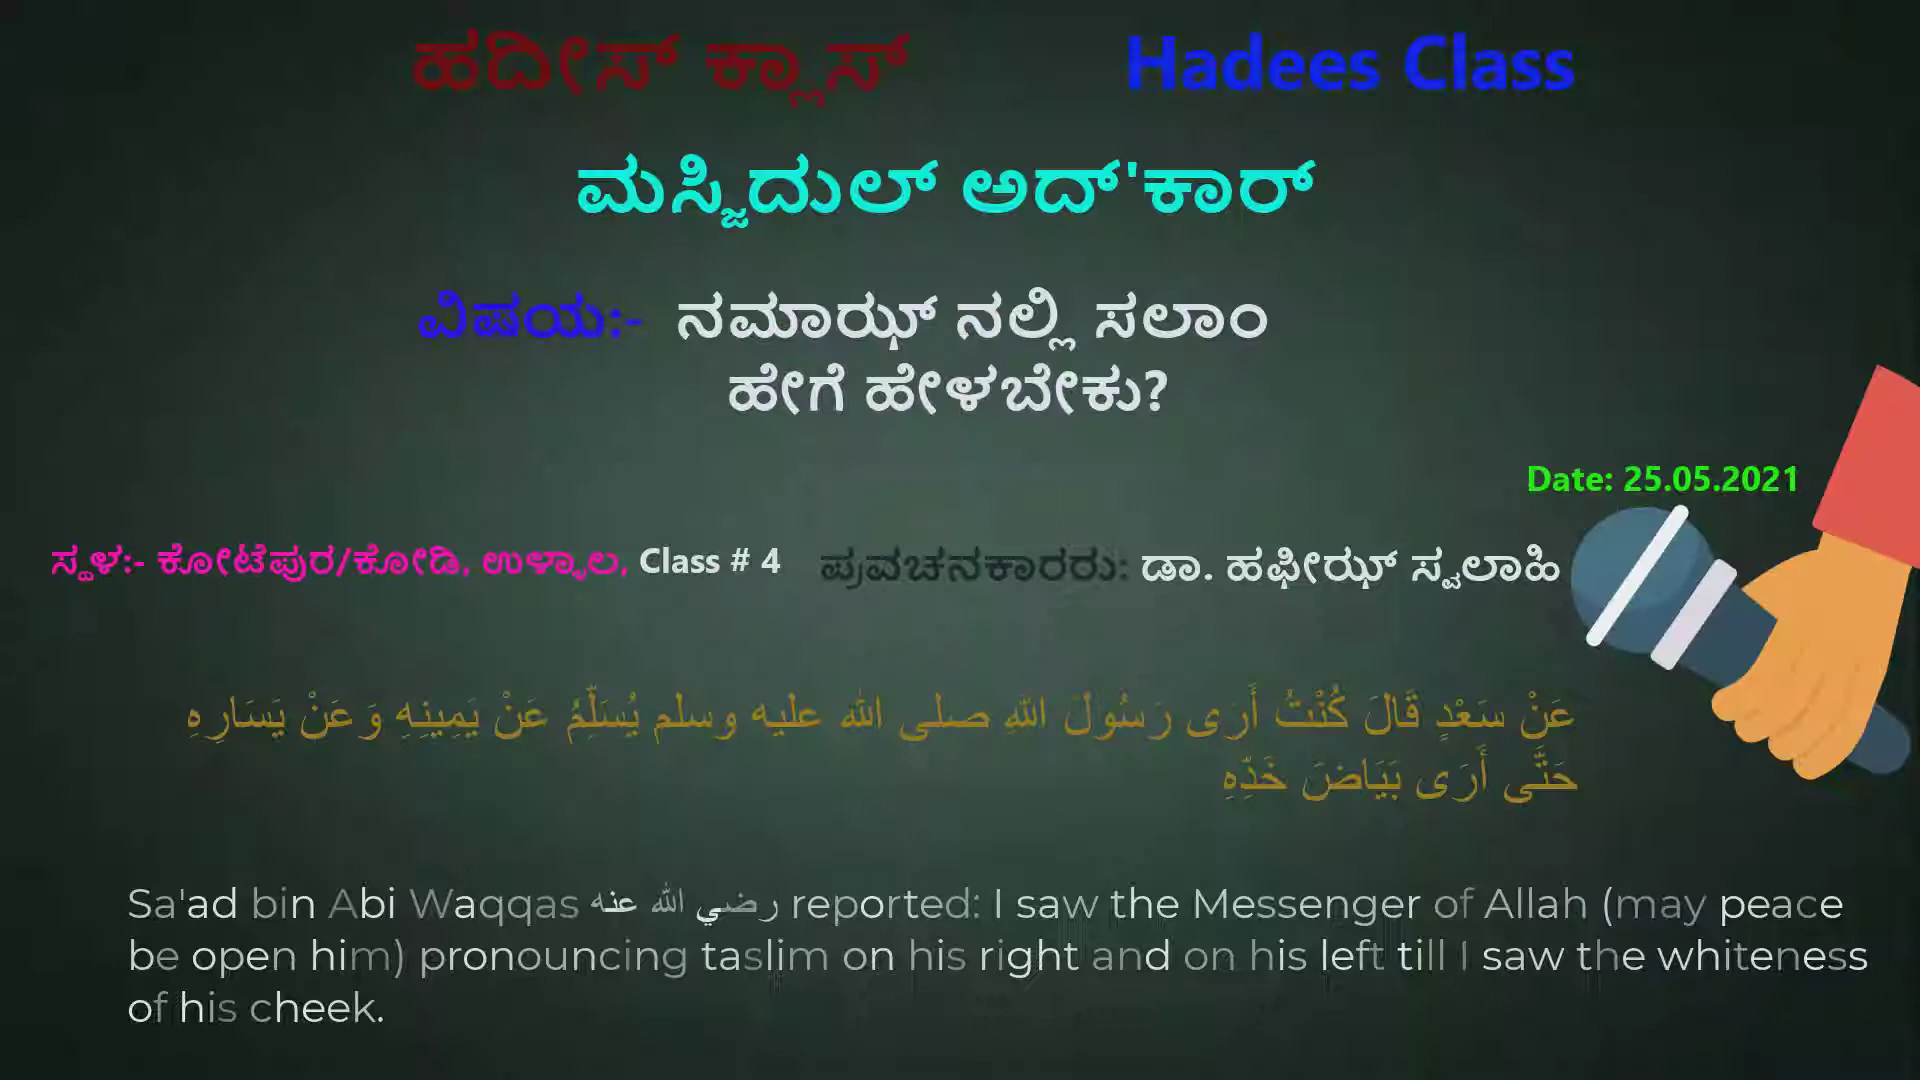 ಹದೀಸ್ ಕ್ಲಾಸ್ Hadees Class
ಮಸ್ಜಿದುಲ್ ಅದ್'ಕಾರ್
ವಿಷಯ:- ನಮಾಝ್ ನಲ್ಲಿ ಸಲಾಂ
ಹೇಗೆ ಹೇಳಬೇಕು?
Date: 25.05.2021
ಸ್ಥಳ:- ಕೋಟೆಪುರ/ಕೋಡಿ, ಉಳ್ಳಾಲ, Class # 4 ಪ್ರವಚನಕಾರರು: ಡಾ. ಹಫೀಝ್ ಸ್ವಲಾಹಿ
عَنْ سَعْدٍ قَالَ كُنْتُ أَرَى رَسُولَ اللهِ صلى الله عليه وسلم يُسَلِّمُ عَنْ يَمِينِهِ وَ عَنْ يَسَارِهِ
حَتَّى أَرَى بَيَاضَ خَدِّهِ
Sa'ad bin Abi Waqqas رضي الله عنه reported: I saw the Messenger of Allah (may peace
be open him) pronouncing taslim on his right and on his left till I saw the whiteness
of his cheek.